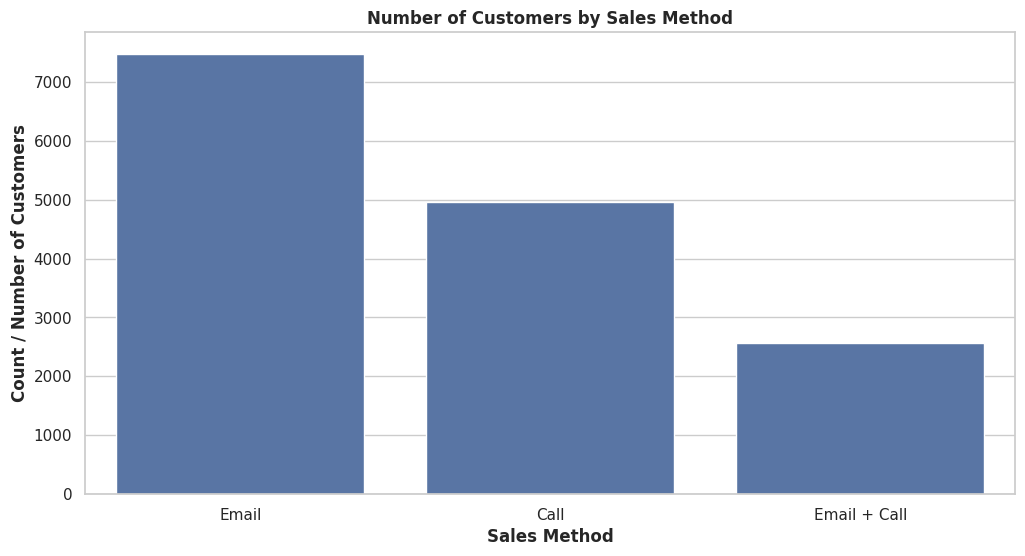 Number of Customers by Sales Method
Count / Number of Customers
7000
6000
5000
4000
3000
2000
1000
0
Email
Call
Email + Call
Sales Method